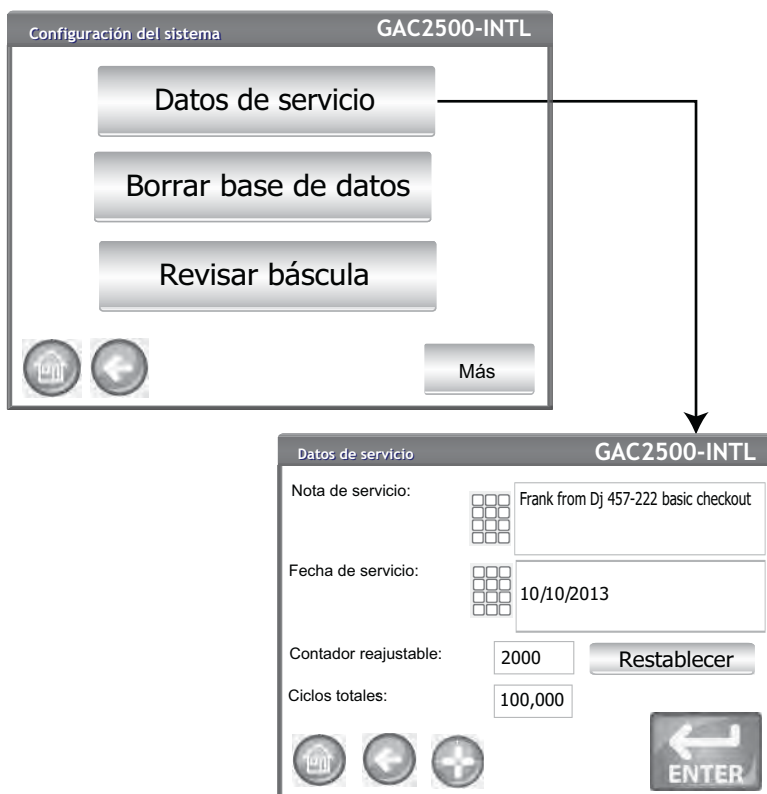 Configuración del sistema GAC2500-INTL
Datos de servicio
Borrar base de datos
Revisar báscula
Más
Datos de servicio GAC2500-INTL
Nota de servicio: Frank from Dj 457-222 basic checkout
Fecha de servicio: 10/10/2013
Contador reajustable: 2000 Restablecer
Ciclos totales: 100,000
ENTER